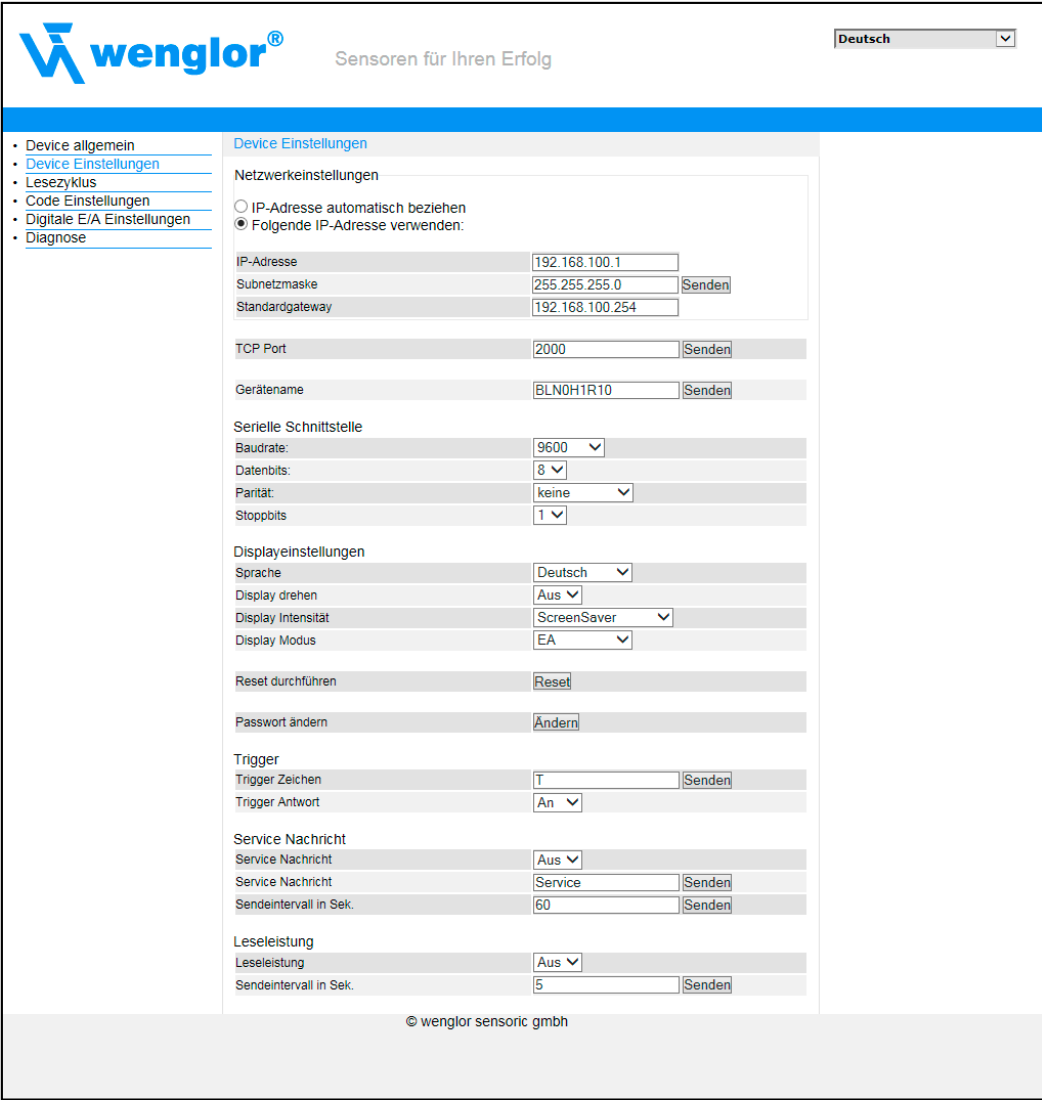 wenglor®
Sensoren für Ihren Erfolg
Deutsch
• Device allgemein
• Device Einstellungen
• Lesezyklus
• Code Einstellungen
• Digitale E/A Einstellungen
• Diagnose
Device Einstellungen
Netzwerkeinstellungen
IP-Adresse automatisch beziehen
Folgende IP-Adresse verwenden:
IP-Adresse 192.168.100.1
Subnetzmaske 255.255.255.0 Senden
Standardgateway 192.168.100.254
TCP Port 2000 Senden
Gerätename BLN0H1R10 Senden
Serielle Schnittstelle
Baudrate: 9600
Datenbits: 8
Parität: keine
Stoppbits 1
Displayeinstellungen
Sprache Deutsch
Display drehen Aus
Display Intensität ScreenSaver
Display Modus EA
Reset durchführen Reset
Passwort ändern Ändern
Trigger
Trigger Zeichen T Senden
Trigger Antwort An
Service Nachricht
Service Nachricht Aus
Service Nachricht Service Senden
Sendeintervall in Sek. 60 Senden
Leseleistung
Leseleistung Aus
Sendeintervall in Sek. 5 Senden
© wenglor sensoric gmbh